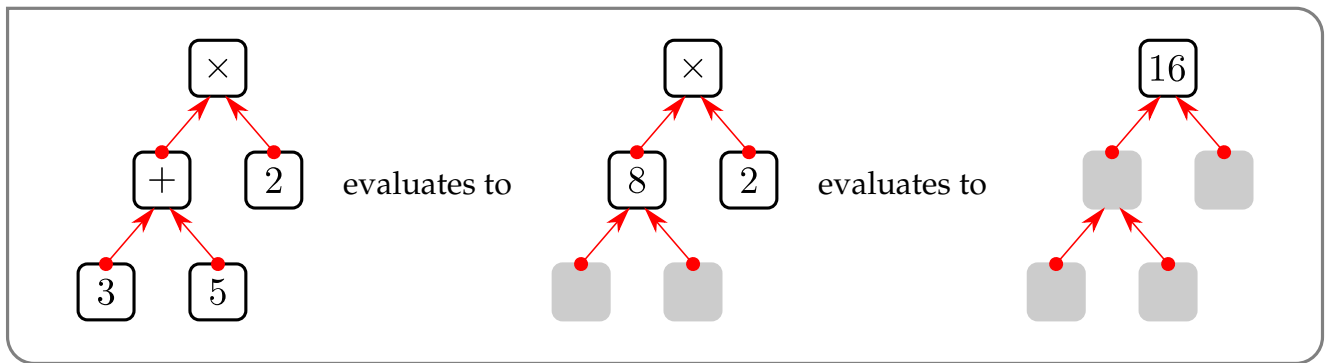 × × 16
+ 2 evaluates to 8 2 evaluates to
3 5